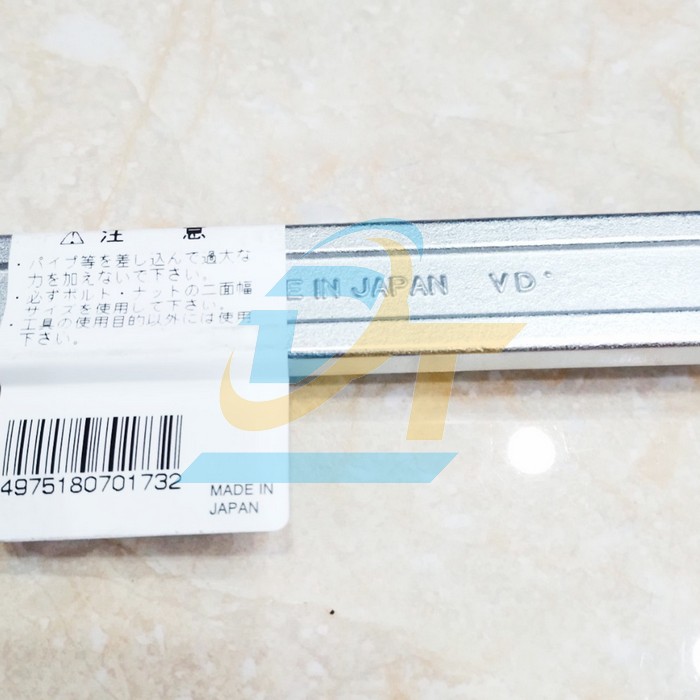 ⚠ 注 意
・パイプ等を差し込んで過大な
力を加えないで下さい。
・必ずボルト・ナットの二面幅
サイズを使用して下さい。
・工具の使用目的以外には使用
下さい。
E IN JAPAN VD
4975180701732
MADE IN
JAPAN
DT